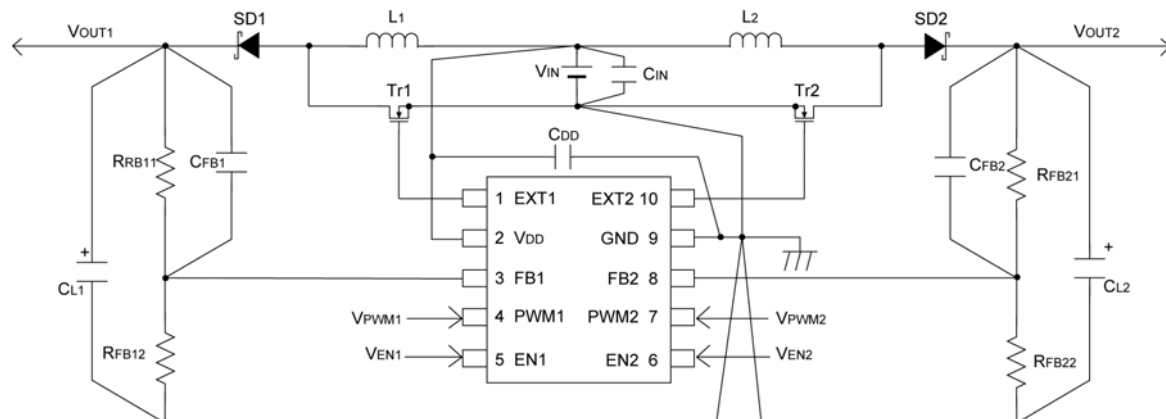 SD1
L1
L2
SD2
VOUT1
VOUT2
VIN
CIN
Tr1
Tr2
CDD
RRB11
CFB1
CFB2
RFB21
1 EXT1
EXT2 10
2 VDD
GND 9
3 FB1
FB2 8
4 PWM1
PWM2 7
5 EN1
EN2 6
+
CL1
+
CL2
VPWM1
VPWM2
VEN1
VEN2
RFB12
RFB22